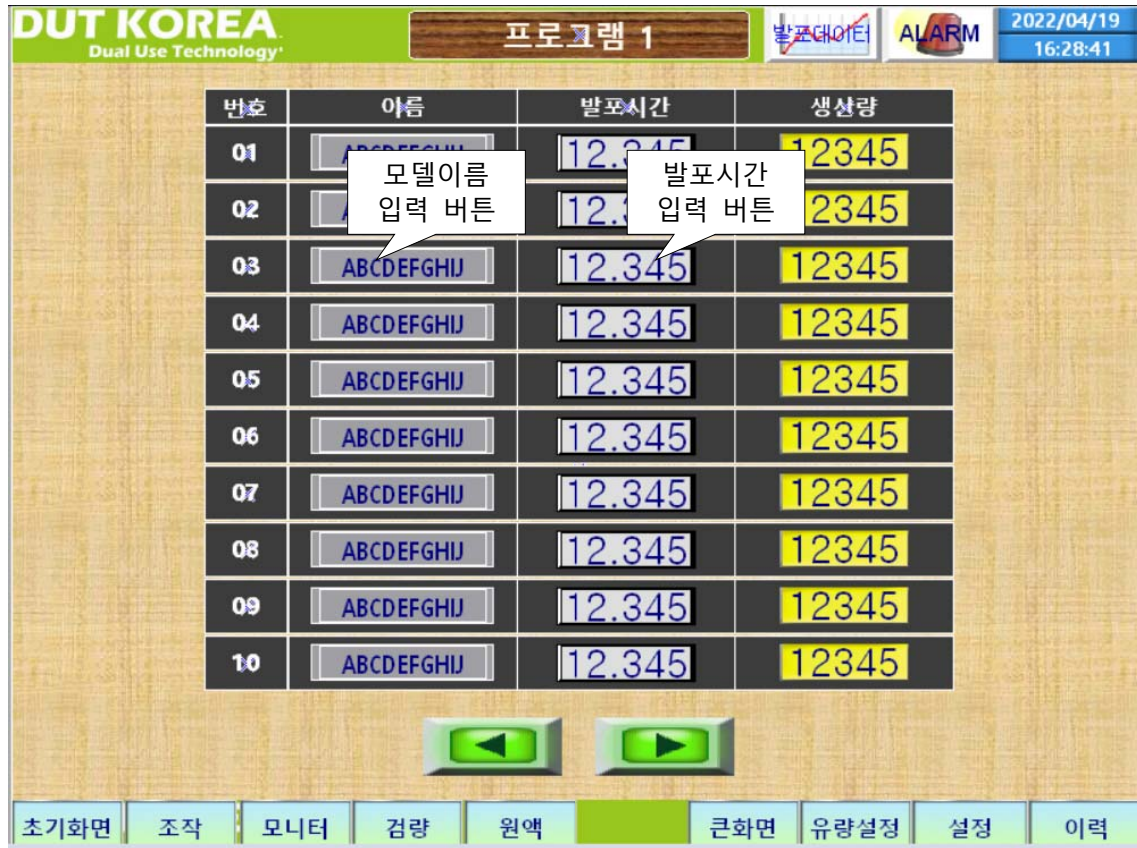 DUT KOREA
Dual Use Technology
프로그램 1
발포데이터
ALARM
2022/04/19
16:28:41
번호 이름 발포시간 생산량
01 12.345 12345
모델이름
입력 버튼
발포시간
입력 버튼
02 2345
03 ABCDEFGHIJ 12.345 12345
04 ABCDEFGHIJ 12.345 12345
05 ABCDEFGHIJ 12.345 12345
06 ABCDEFGHIJ 12.345 12345
07 ABCDEFGHIJ 12.345 12345
08 ABCDEFGHIJ 12.345 12345
09 ABCDEFGHIJ 12.345 12345
10 ABCDEFGHIJ 12.345 12345
초기화면 조작 모니터 검량 원액 큰화면 유량설정 설정 이력